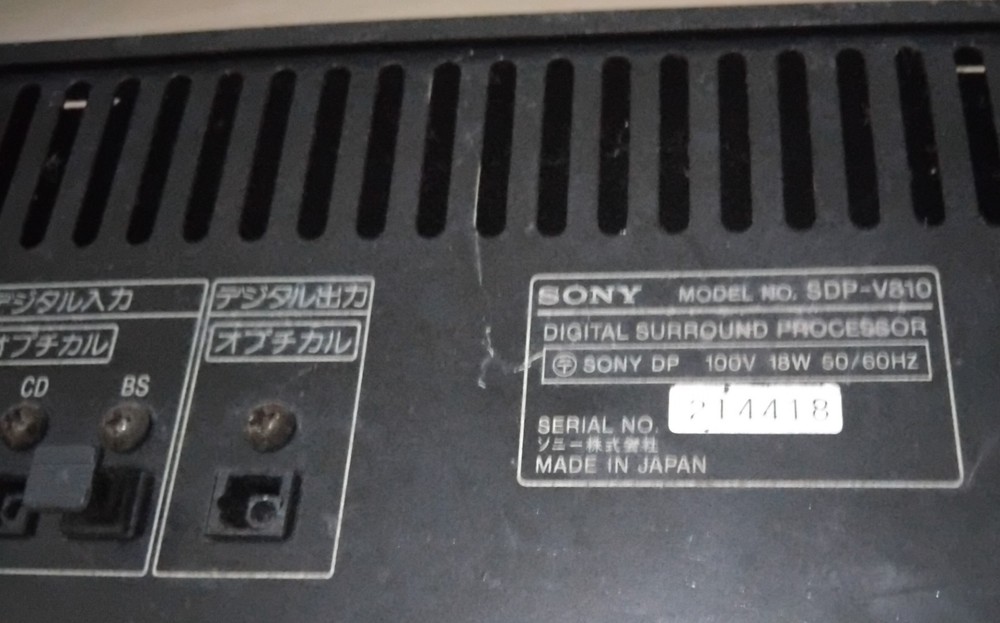 デジタル入力
オプチカル
CD
BS
デジタル出力
オプチカル
SONY MODEL NO. SDP-V810
DIGITAL SURROUND PROCESSOR
〒 SONY DP 100V 18W 50/60HZ
SERIAL NO. 214418
ソニー株式會社
MADE IN JAPAN